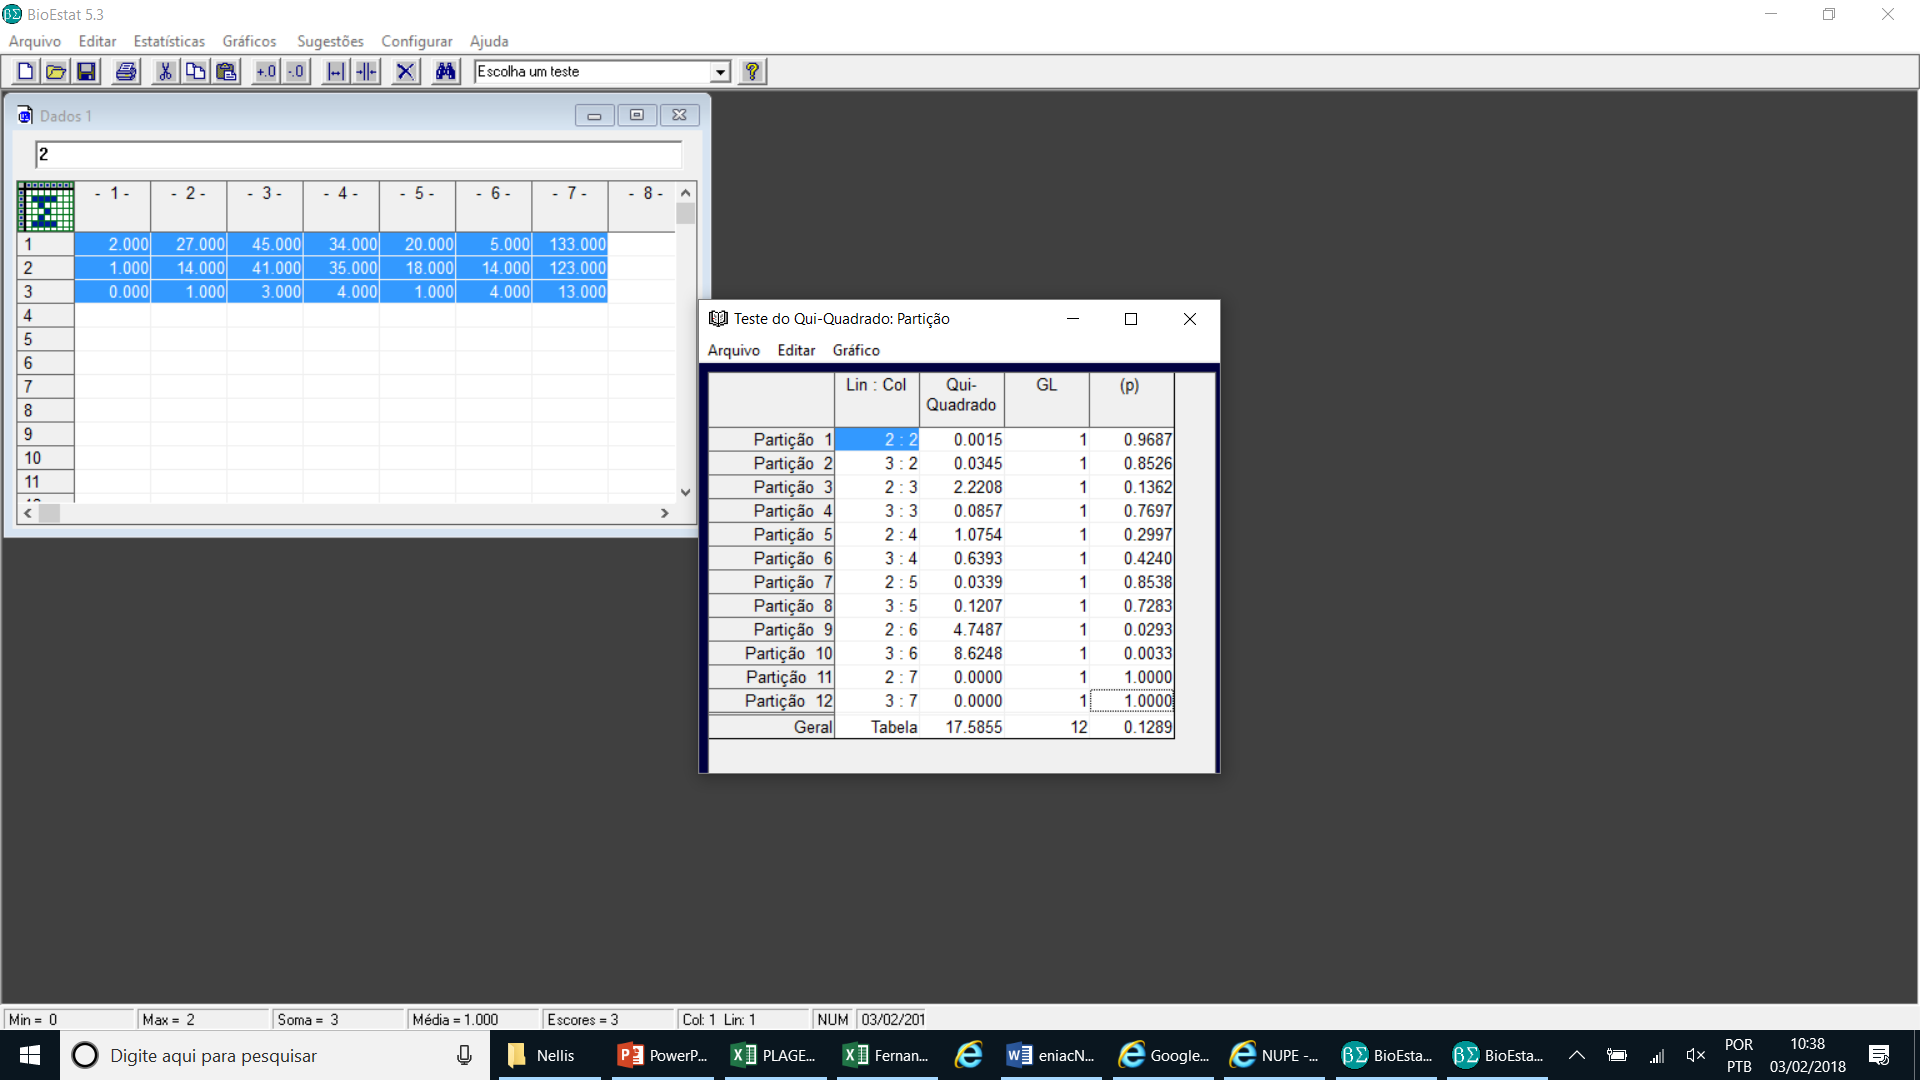 BioEstat 5.3
Arquivo Editar Estatísticas Gráficos Sugestões Configurar Ajuda
+.0 -.0 Escolha um teste
Dados 1
2
- 1 - - 2 - - 3 - - 4 - - 5 - - 6 - - 7 - - 8 -
1 2.000 27.000 45.000 34.000 20.000 5.000 133.000
2 1.000 14.000 41.000 35.000 18.000 14.000 123.000
3 0.000 1.000 3.000 4.000 1.000 4.000 13.000
4
5
6
7
8
9
10
11
Teste do Qui-Quadrado: Partição
Arquivo Editar Gráfico
Lin : Col Qui-Quadrado GL (p)
Partição 1 2 : 2 0.0015 1 0.9687
Partição 2 3 : 2 0.0345 1 0.8526
Partição 3 2 : 3 2.2208 1 0.1362
Partição 4 3 : 3 0.0857 1 0.7697
Partição 5 2 : 4 1.0754 1 0.2997
Partição 6 3 : 4 0.6393 1 0.4240
Partição 7 2 : 5 0.0339 1 0.8538
Partição 8 3 : 5 0.1207 1 0.7283
Partição 9 2 : 6 4.7487 1 0.0293
Partição 10 3 : 6 8.6248 1 0.0033
Partição 11 2 : 7 0.0000 1 1.0000
Partição 12 3 : 7 0.0000 1 1.0000
Geral Tabela 17.5855 12 0.1289
Min = 0 Max = 2 Soma = 3 Média = 1.000 Escores = 3 Col: 1 Lin: 1 NUM 03/02/201
Digite aqui para pesquisar Nellis PowerP... PLAGE... Fernan... eniacN... Google... NUPE -... BioEsta... BioEsta... POR PTB 10:38 03/02/2018